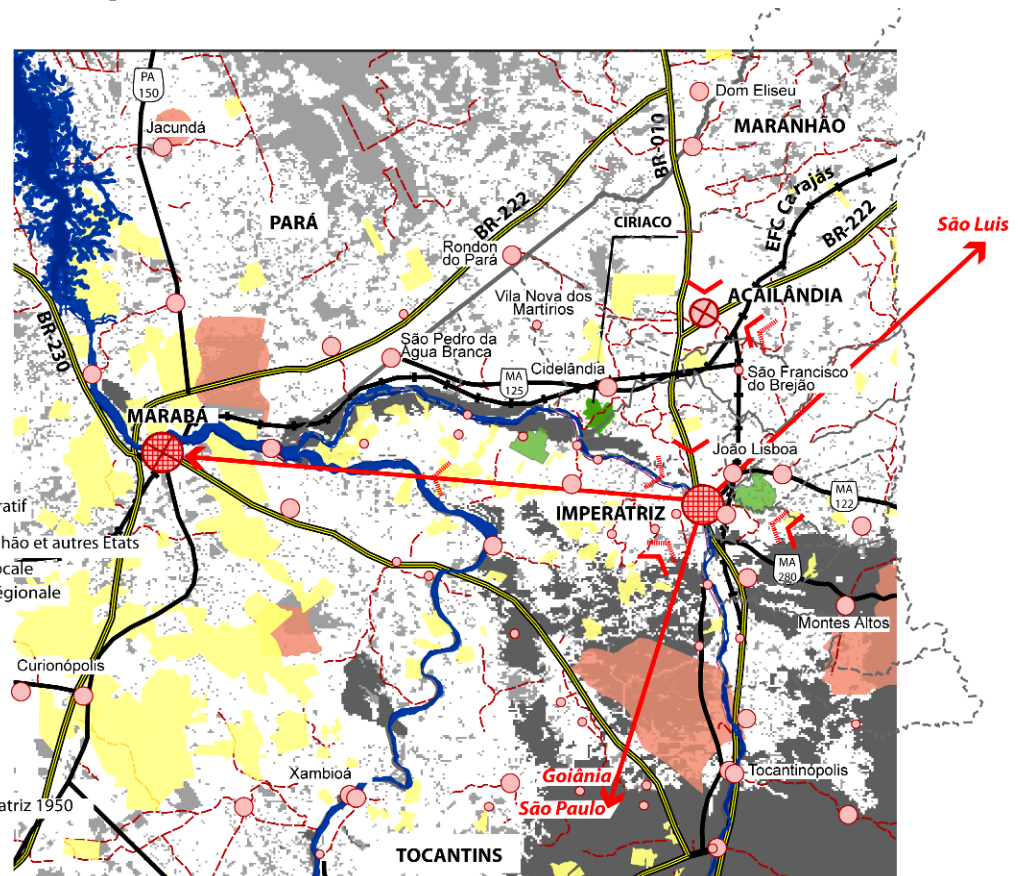 PA
150
Dom Eliseu
Jacundá
MARANHÃO
BR-010
EFC Carajás
PARÁ
BR-222
CIRIACO
BR-222
São Luis
Rondon
do Pará
AÇAILÂNDIA
Vila Nova dos
Martírios
BR-230
São Pedro da
Água Branca
Cidelândia
MA
125
São Francisco
do Brejão
MARABÁ
João Lisboa
MA
122
IMPERATRIZ
ratif
hão et autres Etats
ocale
égionale
MA
280
Montes Altos
Curionópolis
Xambioá
Goiânia
Tocantinópolis
São Paulo
atriz 1950
TOCANTINS